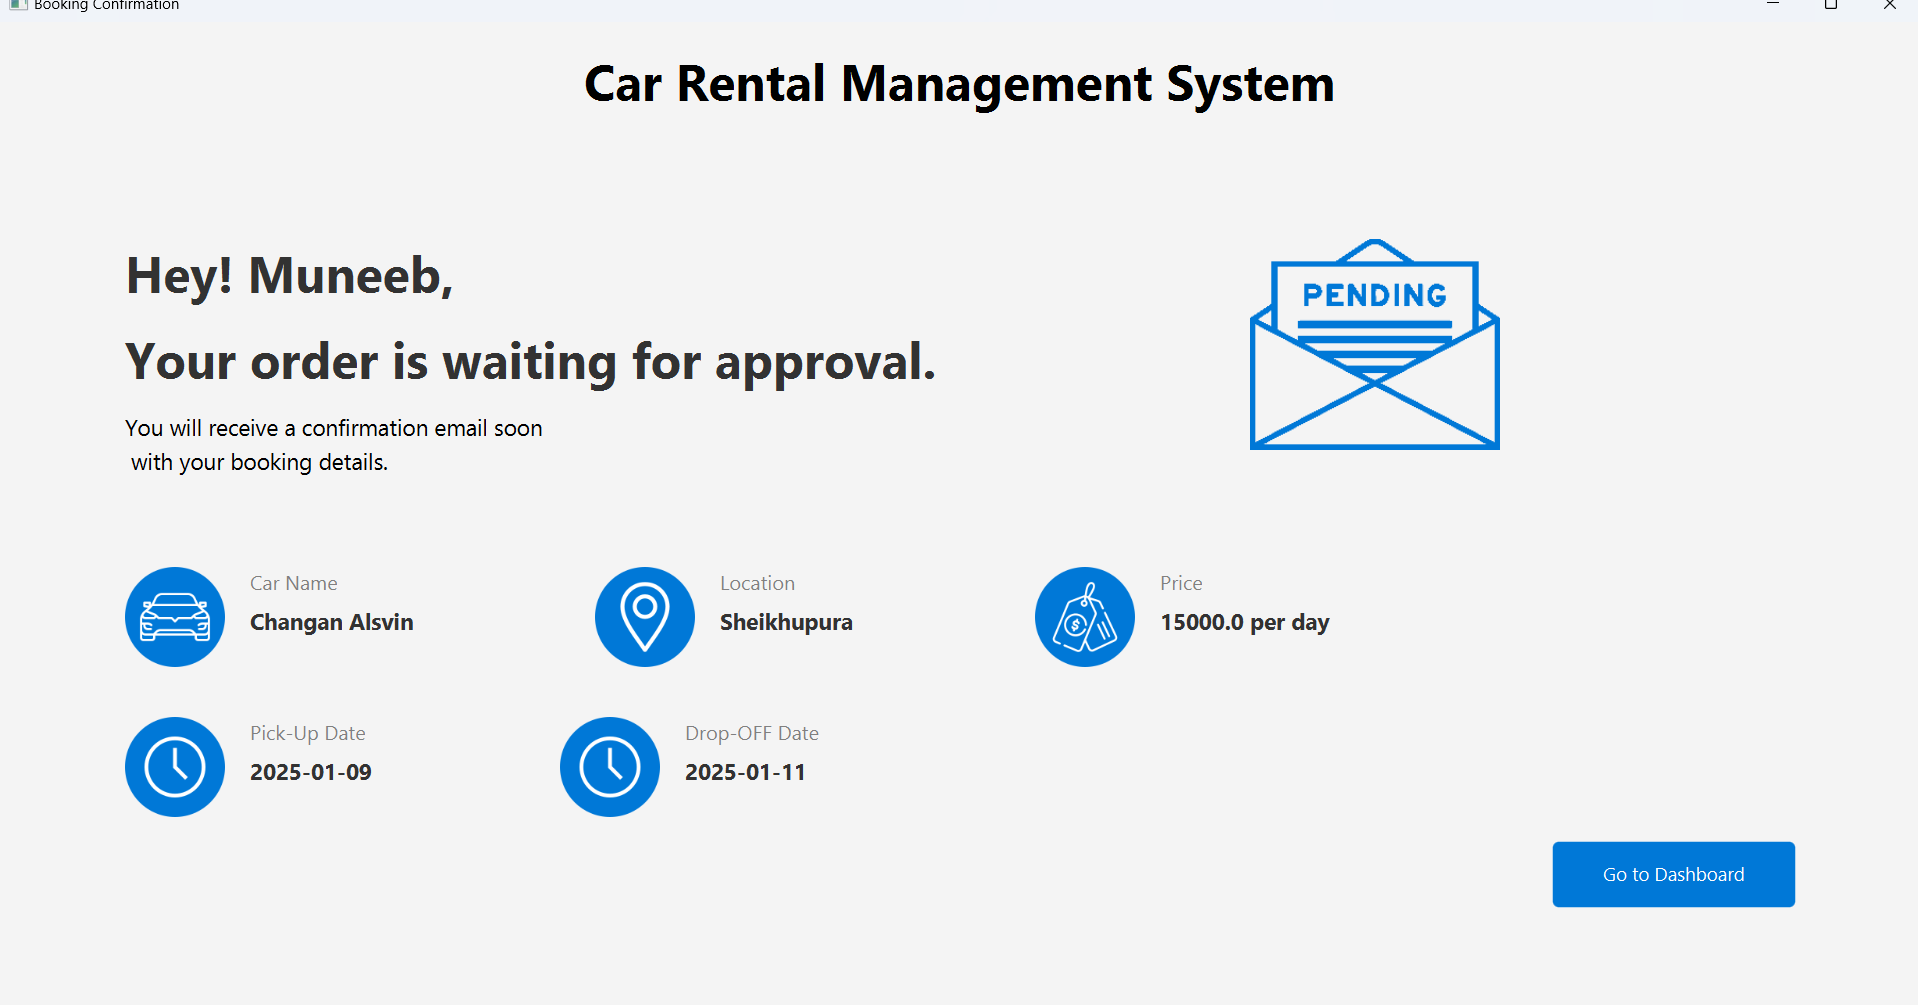 Booking Confirmation
Car Rental Management System
Hey! Muneeb,
Your order is waiting for approval.
You will receive a confirmation email soon
with your booking details.
PENDING
Car Name
Changan Alsvin
Location
Sheikhupura
$
Price
15000.0 per day
Pick-Up Date
2025-01-09
Drop-OFF Date
2025-01-11
Go to Dashboard